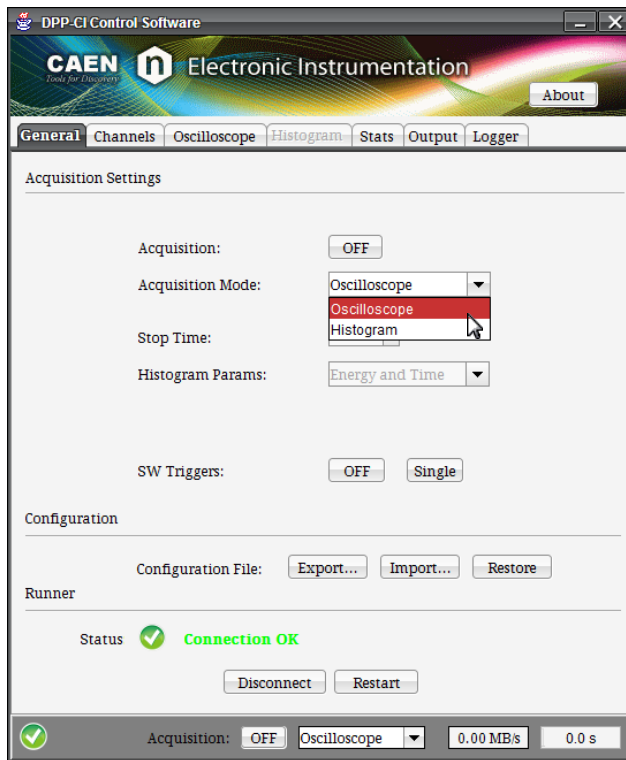 DPP-CI Control Software
CAEN
Tools for Discovery
n Electronic Instrumentation
About
General Channels Oscilloscope Histogram Stats Output Logger
Acquisition Settings
Acquisition: OFF
Acquisition Mode: Oscilloscope
Oscilloscope
Histogram
Stop Time:
Histogram Params: Energy and Time
SW Triggers: OFF Single
Configuration
Configuration File: Export... Import... Restore
Runner
Status Connection OK
Disconnect Restart
Acquisition: OFF Oscilloscope 0.00 MB/s 0.0 s